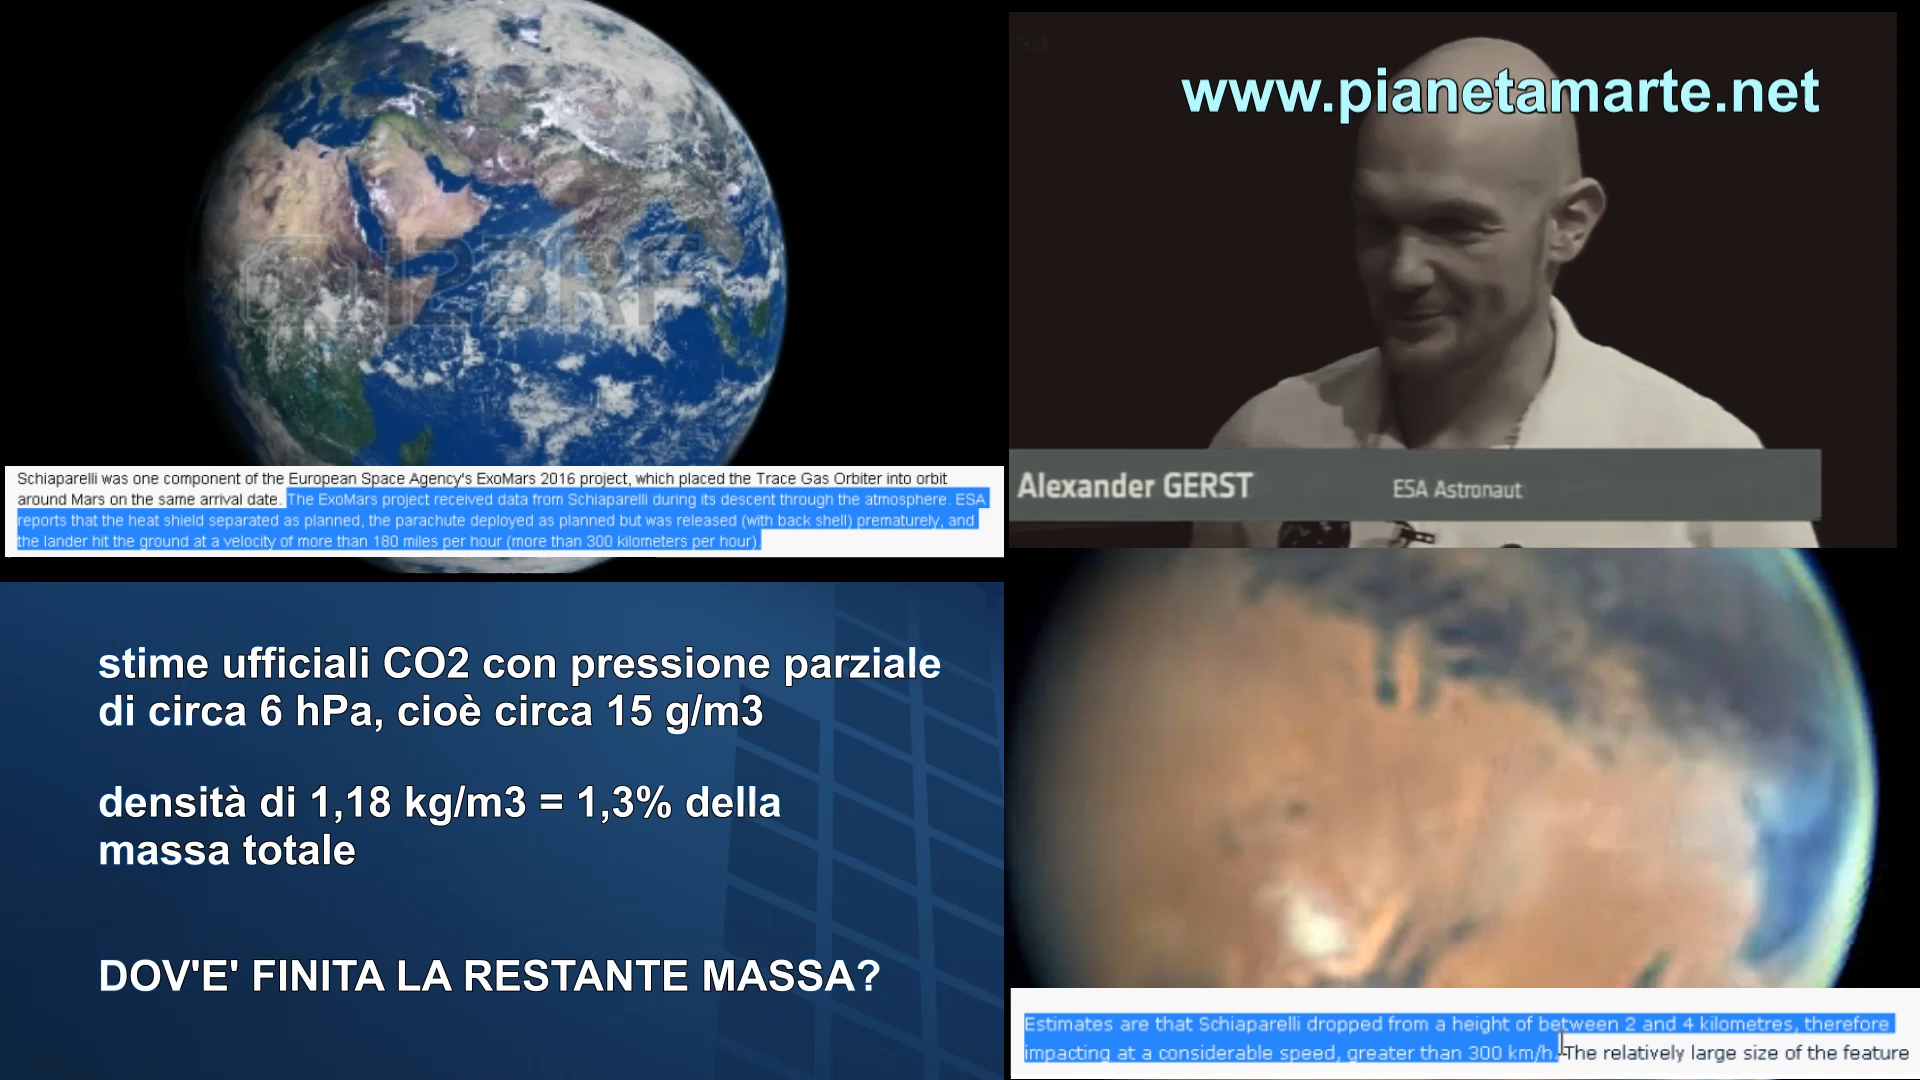 123RF
Schiaparelli was one component of the European Space Agency's ExoMars 2016 project, which placed the Trace Gas Orbiter into orbit
around Mars on the same arrival date. The ExoMars project received data from Schiaparelli during its descent through the atmosphere. ESA
reports that the heat shield separated as planned, the parachute deployed as planned but was released (with back shell) prematurely, and
the lander hit the ground at a velocity of more than 180 miles per hour (more than 300 kilometers per hour).
esa
www.pianetamarte.net
Alexander GERST
ESA Astronaut
stime ufficiali CO2 con pressione parziale
di circa 6 hPa, cioè circa 15 g/m3
densità di 1,18 kg/m3 = 1,3% della
massa totale
DOV'E' FINITA LA RESTANTE MASSA?
Estimates are that Schiaparelli dropped from a height of between 2 and 4 kilometres, therefore
impacting at a considerable speed, greater than 300 km/h. The relatively large size of the feature